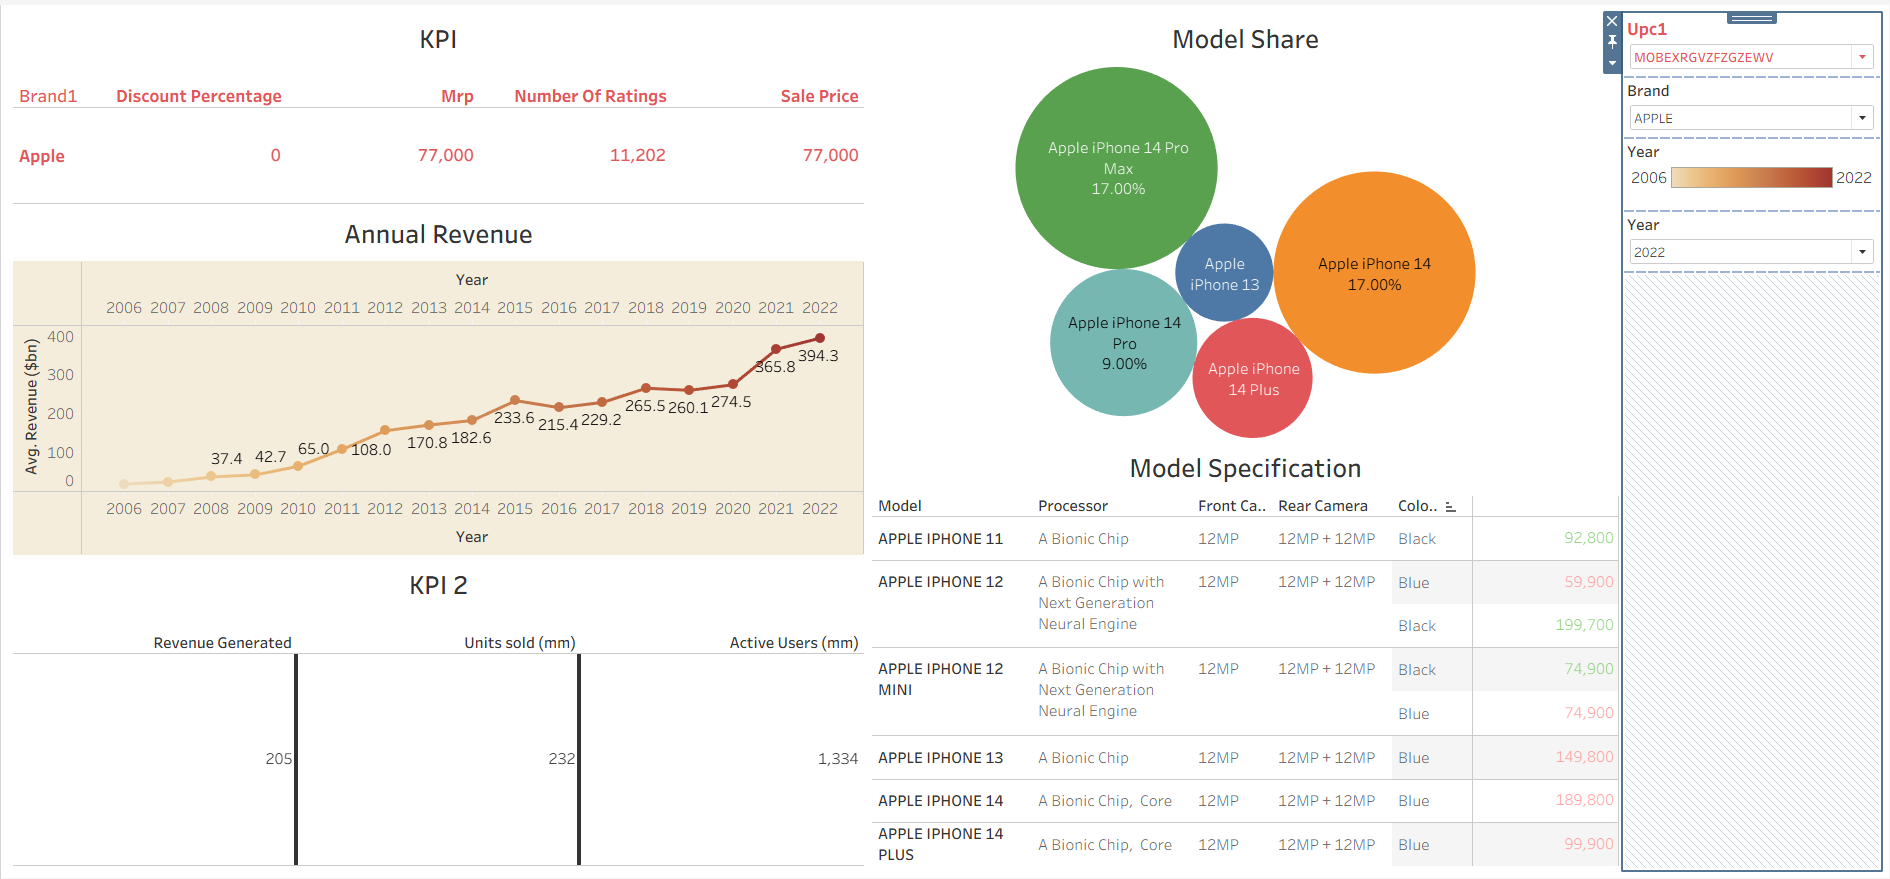 KPI
Brand1 Discount Percentage Mrp Number Of Ratings Sale Price
Apple 0 77,000 11,202 77,000
Annual Revenue
Year
2006 2007 2008 2009 2010 2011 2012 2013 2014 2015 2016 2017 2018 2019 2020 2021 2022
Avg. Revenue ($bn)
400
300
200
100
0
37.4 42.7 65.0 108.0 170.8 182.6 233.6 215.4 229.2 265.5 260.1 274.5 365.8 394.3
2006 2007 2008 2009 2010 2011 2012 2013 2014 2015 2016 2017 2018 2019 2020 2021 2022
Year
KPI 2
Revenue Generated Units sold (mm) Active Users (mm)
205 232 1,334
Model Share
Apple iPhone 14 Pro
Max
17.00%
Apple
iPhone 13
Apple iPhone 14
17.00%
Apple iPhone 14
Pro
9.00%
Apple iPhone
14 Plus
Model Specification
Model Processor Front Ca.. Rear Camera Colo..
APPLE IPHONE 11 A Bionic Chip 12MP 12MP + 12MP Black 92,800
APPLE IPHONE 12 A Bionic Chip with 12MP 12MP + 12MP Blue 59,900
Next Generation
Neural Engine Black 199,700
APPLE IPHONE 12 A Bionic Chip with 12MP 12MP + 12MP Black 74,900
MINI Next Generation
Neural Engine Blue 74,900
APPLE IPHONE 13 A Bionic Chip 12MP 12MP + 12MP Blue 149,800
APPLE IPHONE 14 A Bionic Chip, Core 12MP 12MP + 12MP Blue 189,800
APPLE IPHONE 14
PLUS A Bionic Chip, Core 12MP 12MP + 12MP Blue 99,900
Upc1
MOBEXRGVZFZGZEWV
Brand
APPLE
Year
2006 2022
Year
2022